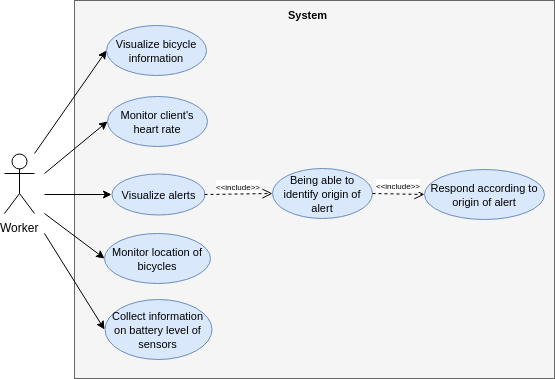 System
Visualize bicycle
information
Monitor client's
heart rate
Worker
Visualize alerts
<<include>>
Being able to
identify origin of
alert
<<include>>
Respond according to
origin of alert
Monitor location of
bicycles
Collect information
on battery level of
sensors